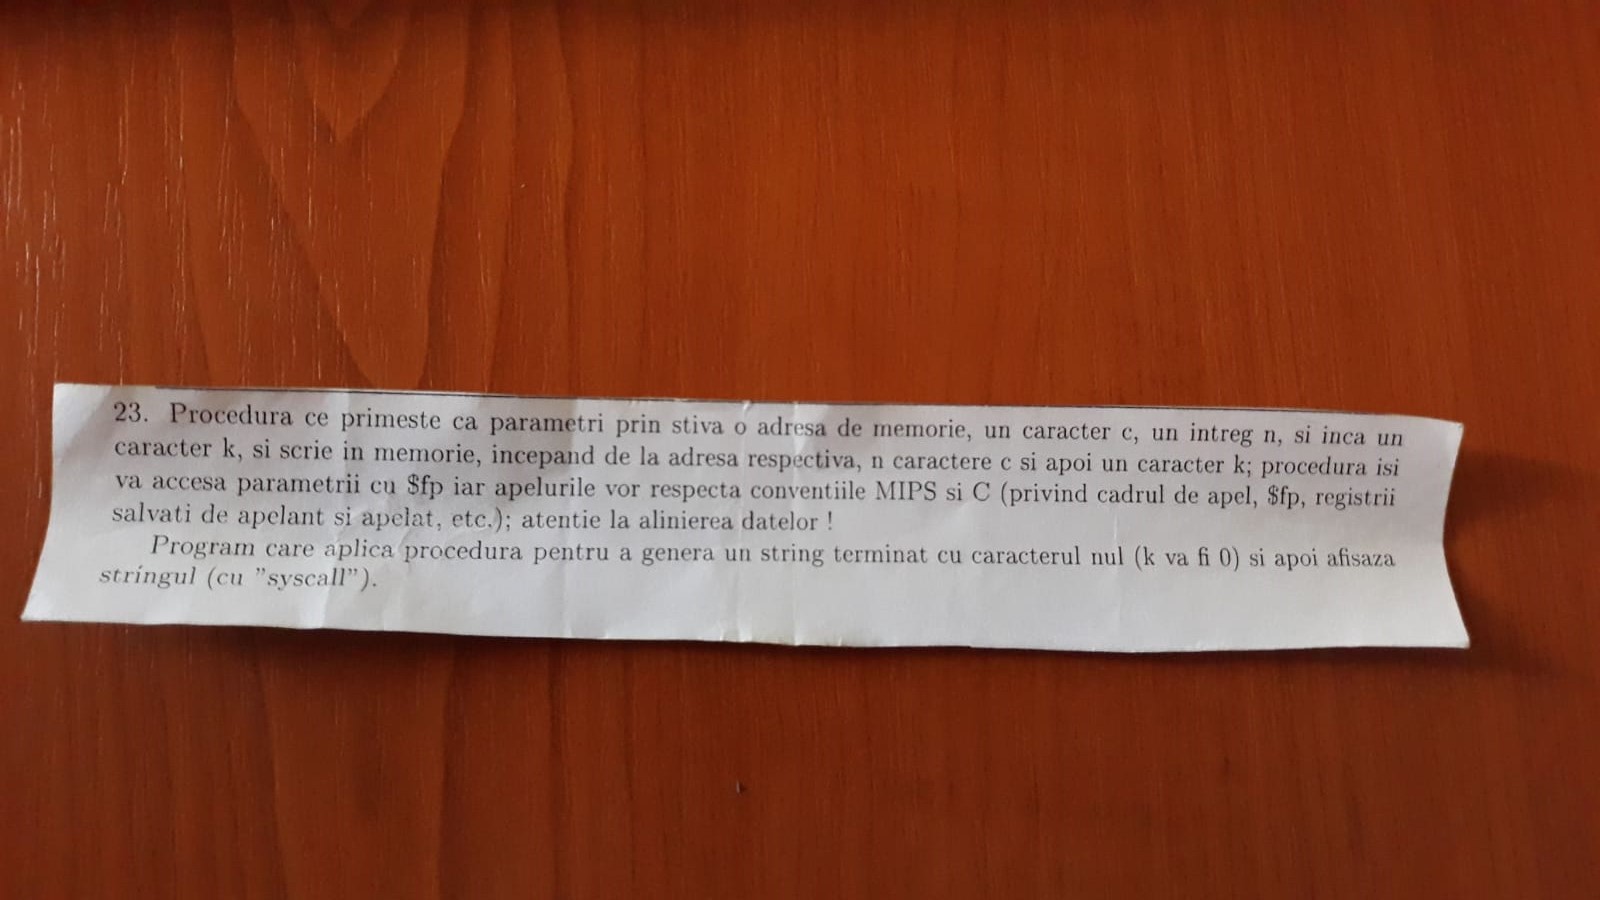 23. Procedura ce primeste ca parametri prin stiva o adresa de memorie, un caracter c, un intreg n, si inca un
caracter k, si scrie in memorie, incepand de la adresa respectiva, n caractere c si apoi un caracter k; procedura isi
va accesa parametrii cu $fp iar apelurile vor respecta conventiile MIPS si C (privind cadrul de apel, $fp, registrii
salvati de apelant si apelat, etc.); atentie la alinierea datelor !
Program care aplica procedura pentru a genera un string terminat cu caracterul nul (k va fi 0) si apoi afisaza
stringul (cu "syscall").